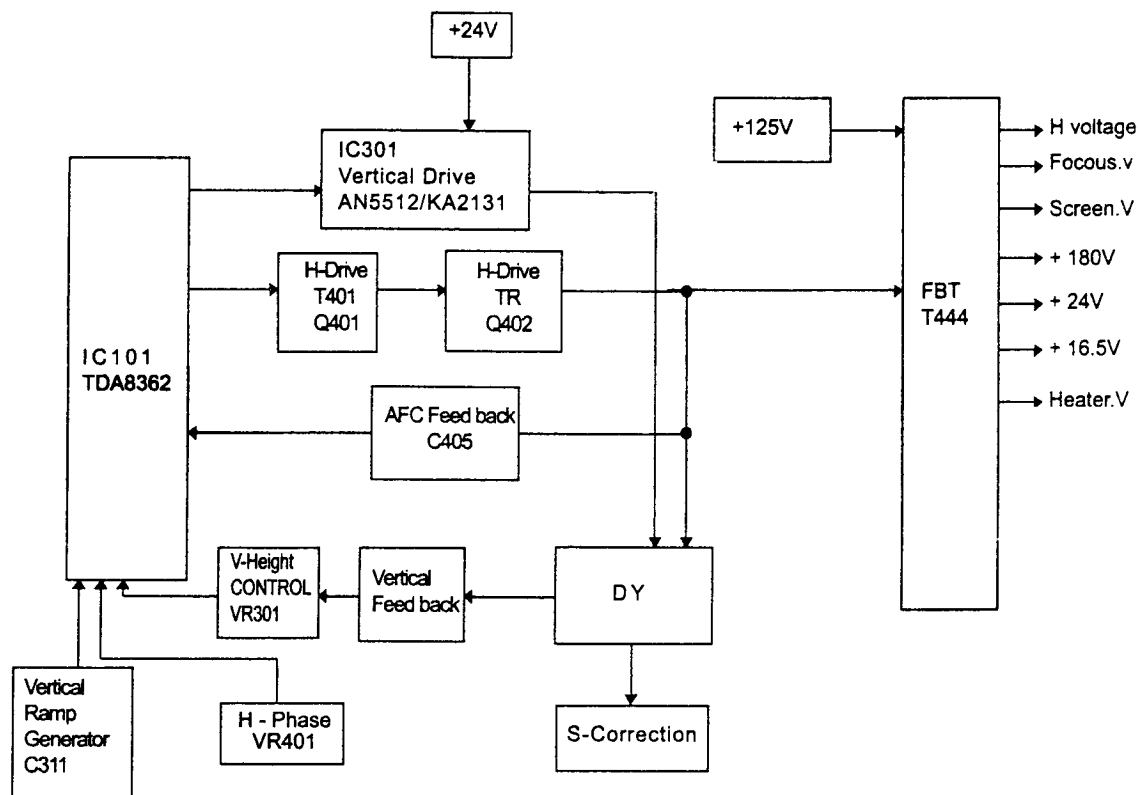 +24V
+125V
IC301
Vertical Drive
AN5512/KA2131
H voltage
Focous.v
Screen.V
+ 180V
+ 24V
+ 16.5V
Heater.V
H-Drive
T401
Q401
H-Drive
TR
Q402
FBT
T444
IC101
TDA8362
AFC Feed back
C405
V-Height
CONTROL
VR301
Vertical
Feed back
DY
Vertical
Ramp
Generator
C311
H - Phase
VR401
S-Correction